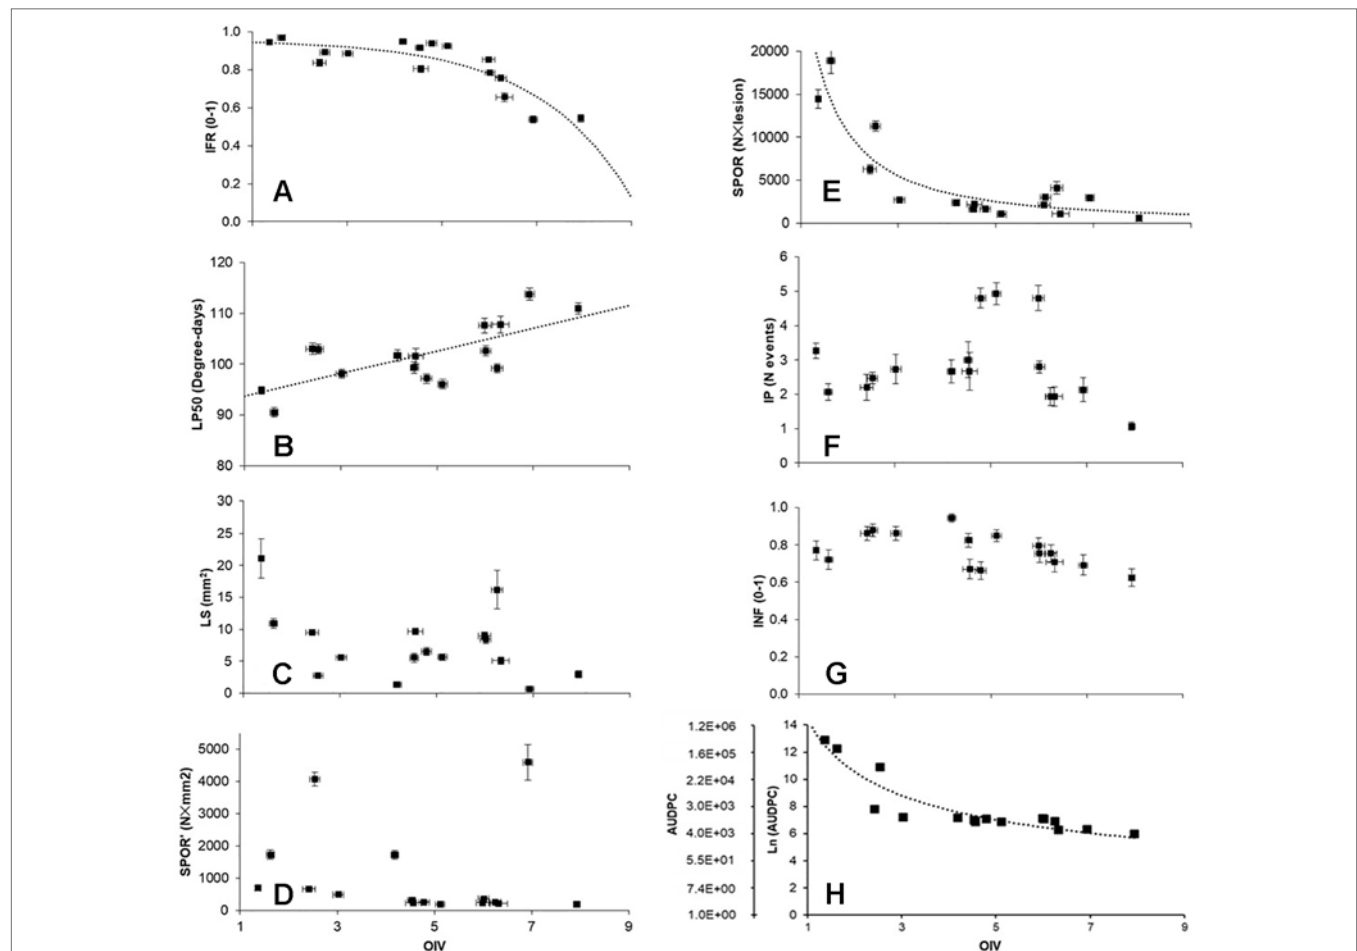 1.0
0.8
0.6
0.4
0.2
0.0
IFR (0-1)
A
120
110
100
90
80
LP50 (Degree-days)
B
1 3 5 7 9
30
25
20
15
10
5
0
LS (mm²)
C
5000
4000
3000
2000
1000
0
SPOR' (N×mm2)
D
1 3 5 7 9
OIV
20000
15000
10000
5000
0
SPOR (N×lesion)
E
6
5
4
3
2
1
0
IP (N events)
F
1.0
0.8
0.6
0.4
0.2
0.0
INF (0-1)
G
1.2E+06
1.6E+05
2.2E+04
3.0E+03
4.0E+03
5.5E+01
7.4E+00
1.0E+00
AUDPC
14
12
10
8
6
4
2
0
Ln (AUDPC)
H
1 3 5 7 9
OIV